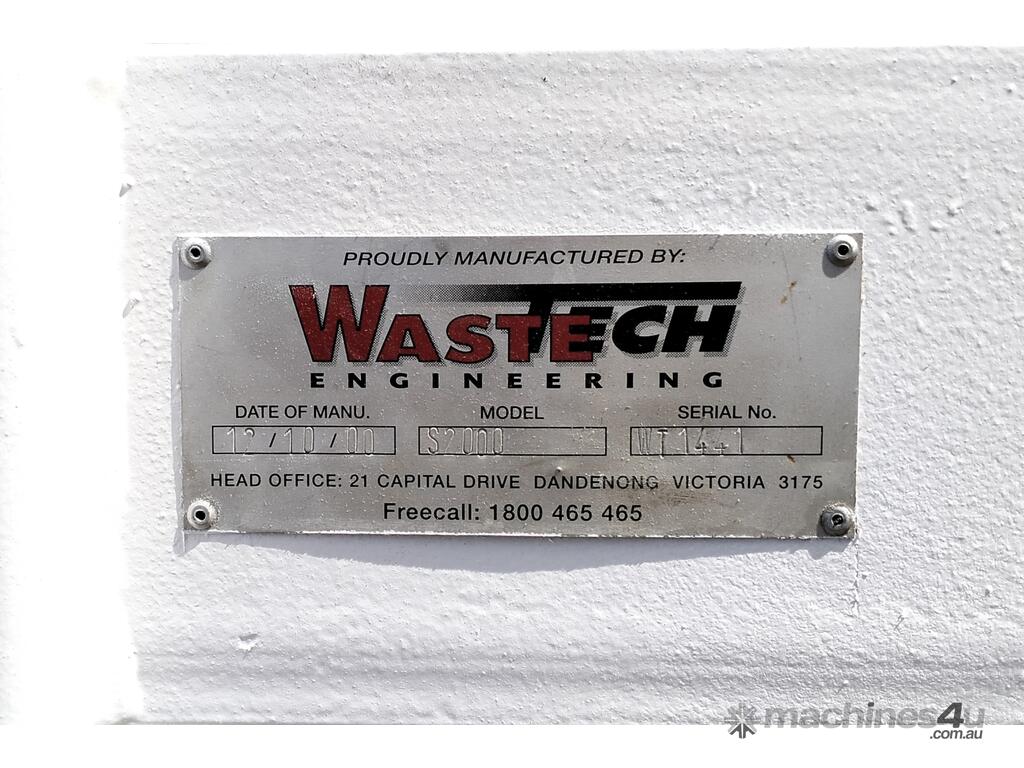 PROUDLY MANUFACTURED BY:
WASTETECH
ENGINEERING
DATE OF MANU. MODEL SERIAL No.
12/10/00 S2000 WT1441
HEAD OFFICE: 21 CAPITAL DRIVE DANDENONG VICTORIA 3175
Freecall: 1800 465 465
machines4u
.com.au